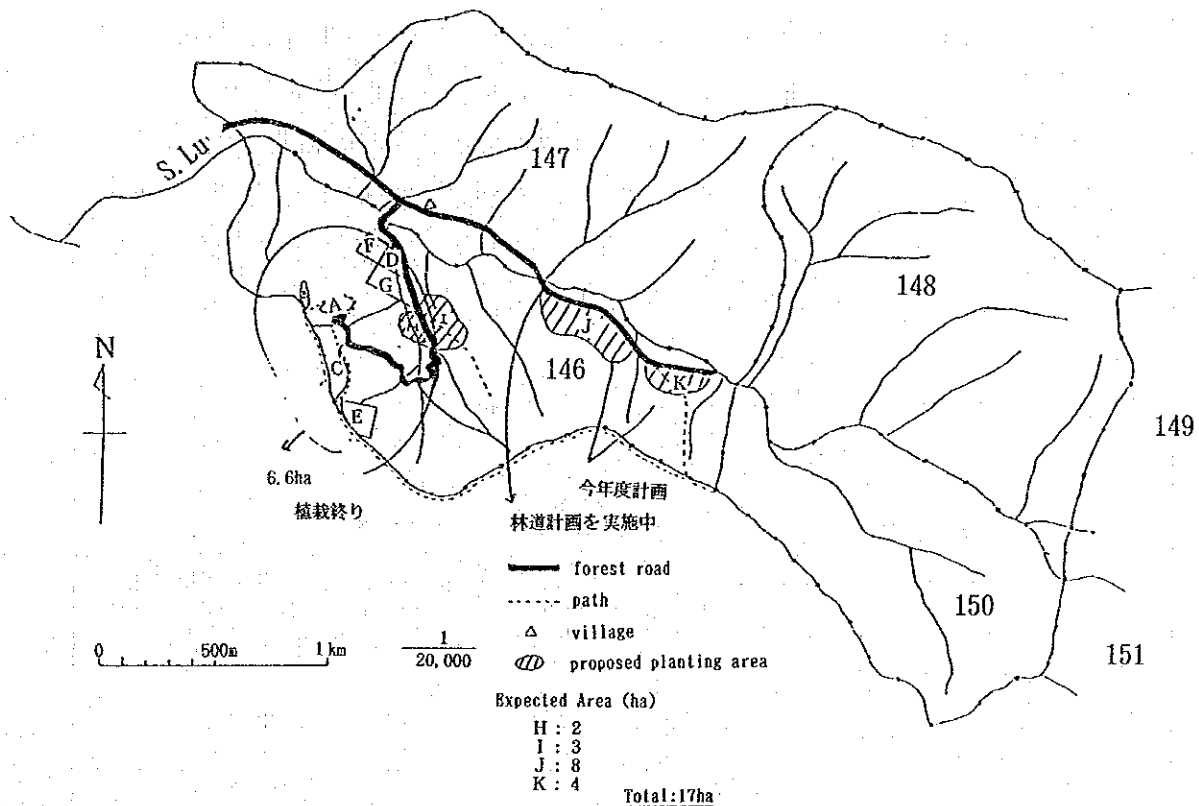 147
S. Lu
F
D
G
148
A
I
J
N
146
C
K
E
149
6.6ha
今年度計画
植栽終り
林道計画を実施中
forest road
path
150
village
0 500m 1 km
1
20,000
proposed planting area
151
Expected Area (ha)
H : 2
I : 3
J : 8
K : 4
Total:17ha